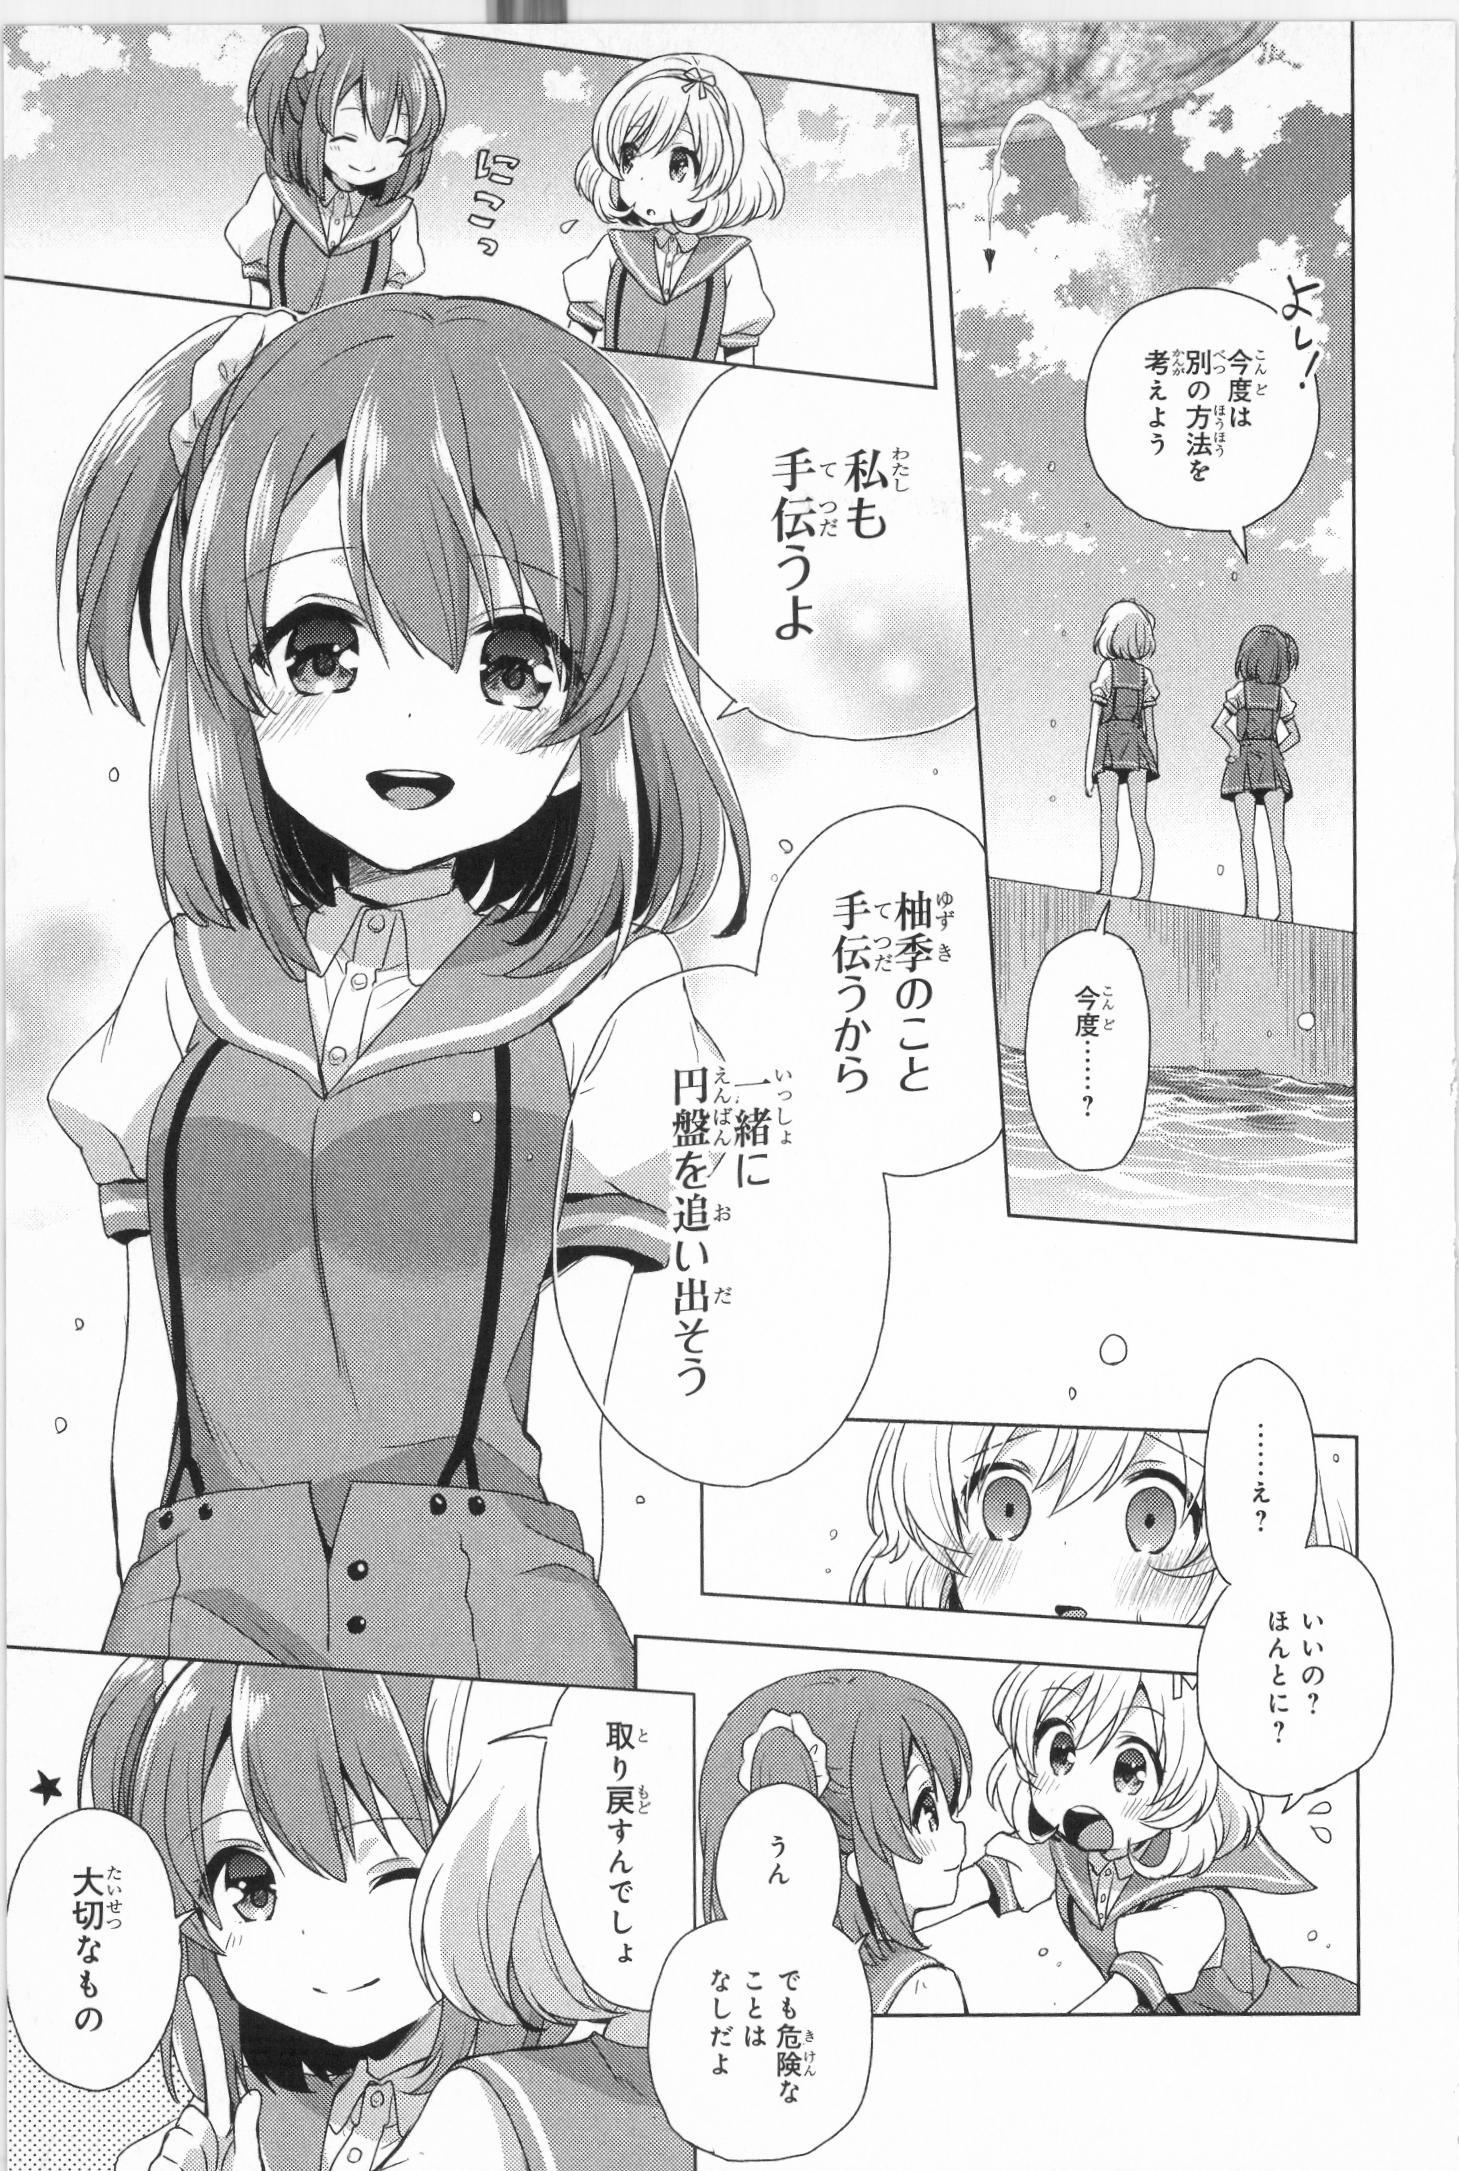 よし！
今度は
別の方法を
考えよう
今度………？
にこっ
私も
手伝うよ
柚季のこと
手伝うから
一緒に
円盤を追い出そう
……え？
いいの？
ほんとに？
うん
でも危険な
ことは
なしだよ
取り戻すんでしょ
大切なもの